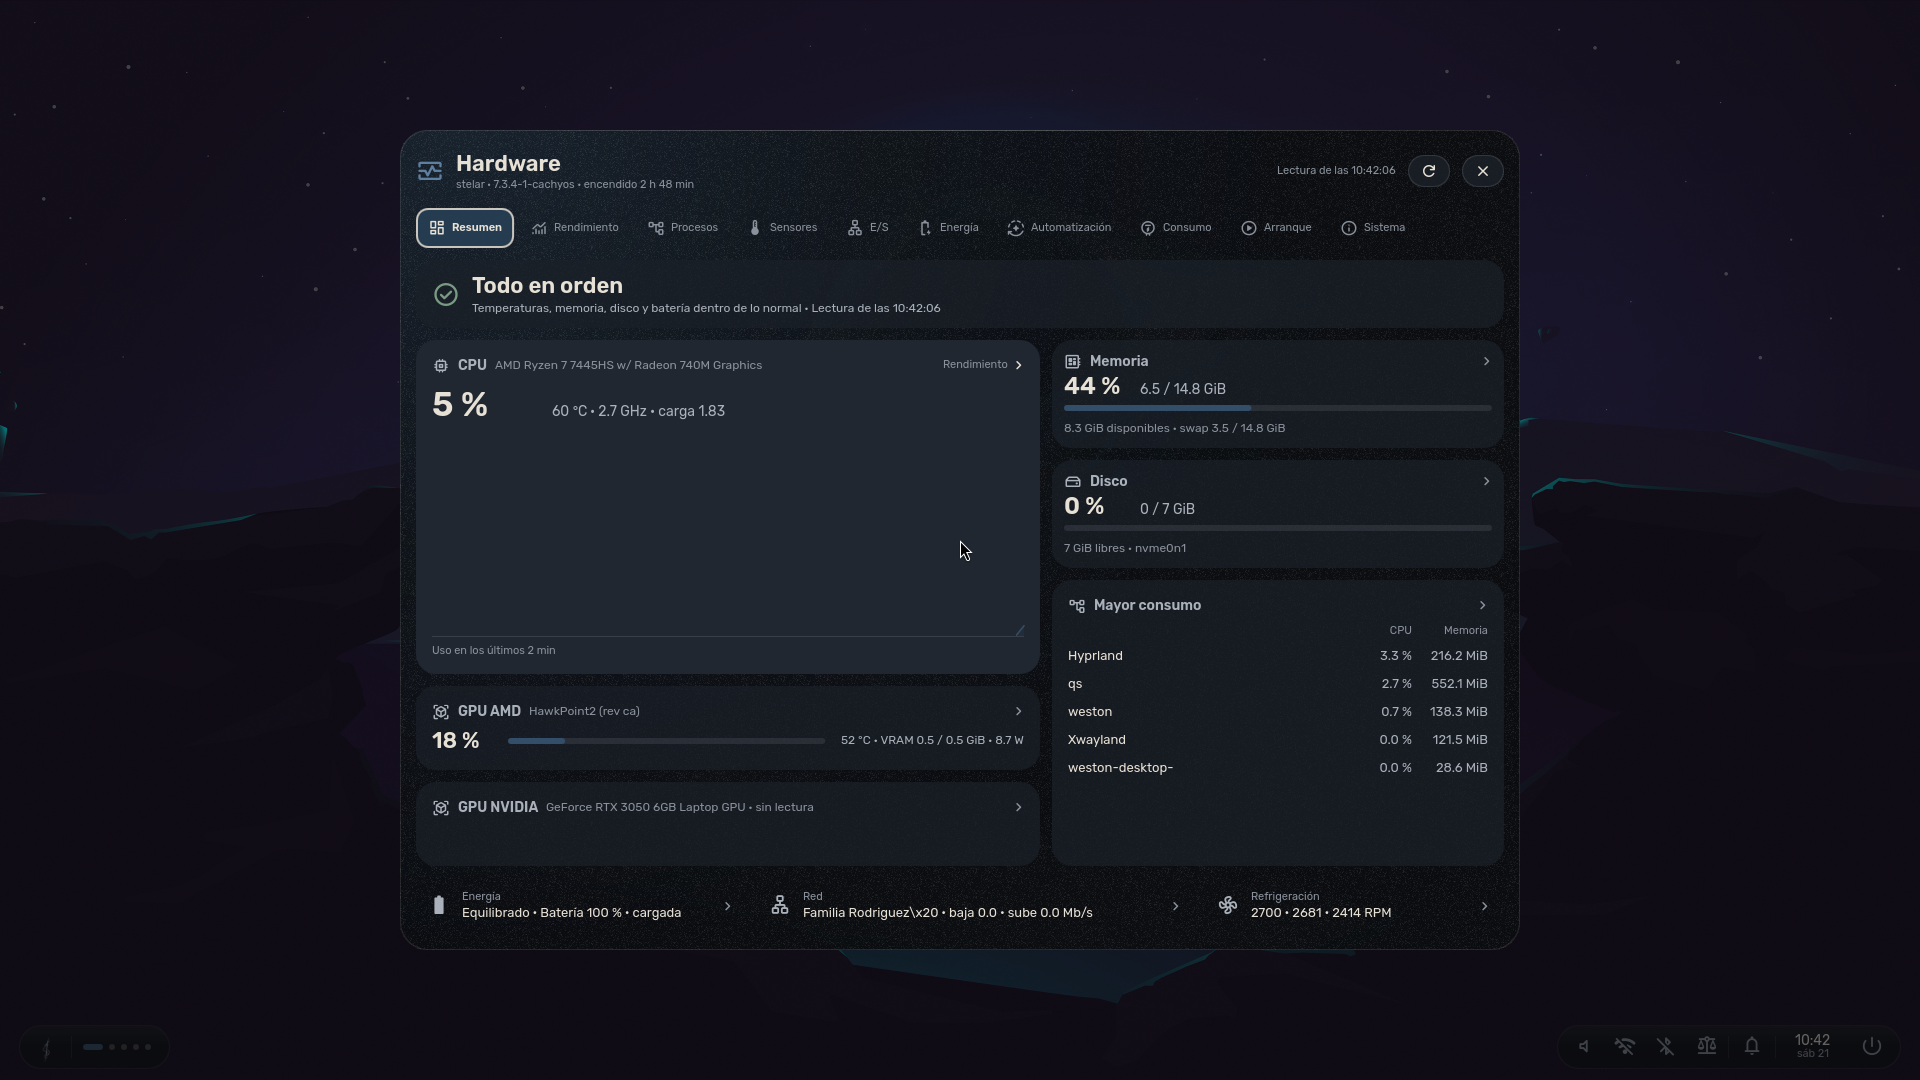 Hardware
stelar • 7.3.4-1-cachyos • encendido 2 h 48 min
Lectura de las 10:42:06
Resumen
Rendimiento
Procesos
Sensores
E/S
Energía
Automatización
Consumo
Arranque
Sistema
Todo en orden
Temperaturas, memoria, disco y batería dentro de lo normal • Lectura de las 10:42:06
CPU AMD Ryzen 7 7445HS w/ Radeon 740M Graphics
Rendimiento
5 %
60 °C • 2.7 GHz • carga 1.83
Uso en los últimos 2 min
GPU AMD HawkPoint2 (rev ca)
18 %
52 °C • VRAM 0.5 / 0.5 GiB • 8.7 W
GPU NVIDIA GeForce RTX 3050 6GB Laptop GPU • sin lectura
Memoria
44 % 6.5 / 14.8 GiB
8.3 GiB disponibles • swap 3.5 / 14.8 GiB
Disco
0 % 0 / 7 GiB
7 GiB libres • nvme0n1
Mayor consumo
CPU Memoria
Hyprland 3.3 % 216.2 MiB
qs 2.7 % 552.1 MiB
weston 0.7 % 138.3 MiB
Xwayland 0.0 % 121.5 MiB
weston-desktop- 0.0 % 28.6 MiB
Energía
Equilibrado • Batería 100 % • cargada
Red
Familia Rodriguez\x20 • baja 0.0 • sube 0.0 Mb/s
Refrigeración
2700 • 2681 • 2414 RPM
10:42
sáb 21